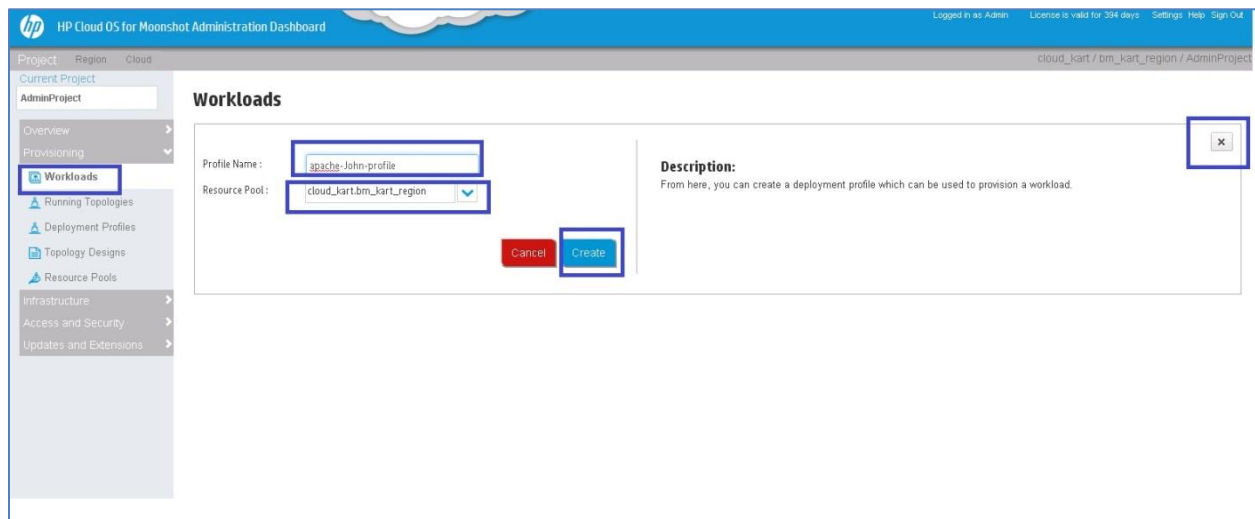 hp HP Cloud OS for Moonshot Administration Dashboard
Logged in as Admin License is valid for 394 days Settings Help Sign Out
Project Region Cloud
cloud_kart / bm_kart_region / AdminProject
Current Project
AdminProject
Overview
Provisioning
Workloads
Running Topologies
Deployment Profiles
Topology Designs
Resource Pools
Infrastructure
Access and Security
Updates and Extensions
Workloads
Profile Name : apache-John-profile
Resource Pool : cloud_kart.bm_kart_region
Cancel Create
Description:
From here, you can create a deployment profile which can be used to provision a workload.
x